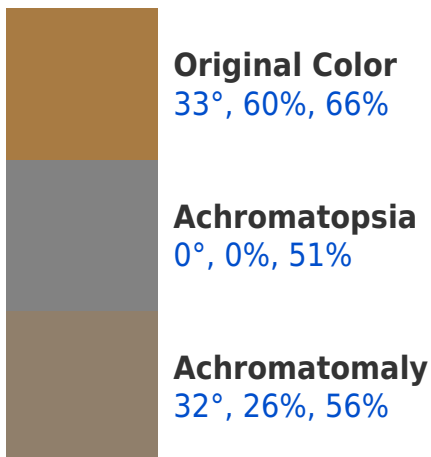 Original Color
33°, 60%, 66%
Achromatopsia
0°, 0%, 51%
Achromatomaly
32°, 26%, 56%